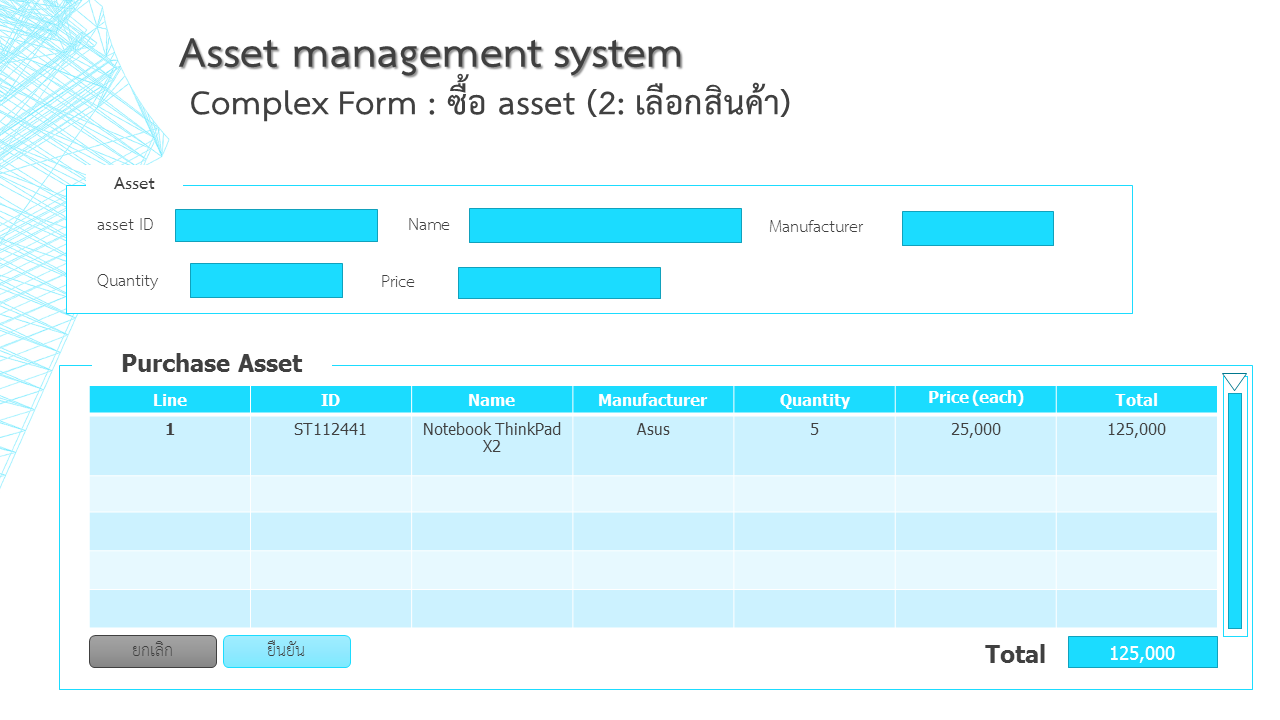 Asset management system
Complex Form : ซื้อ asset (2: เลือกสินค้า)
Asset
asset ID
Name
Manufacturer
Quantity
Price
Purchase Asset
Line ID Name Manufacturer Quantity Price (each) Total
1 ST112441 Notebook ThinkPad Asus 5 25,000 125,000
X2
ยกเลิก
ยืนยัน
Total 125,000